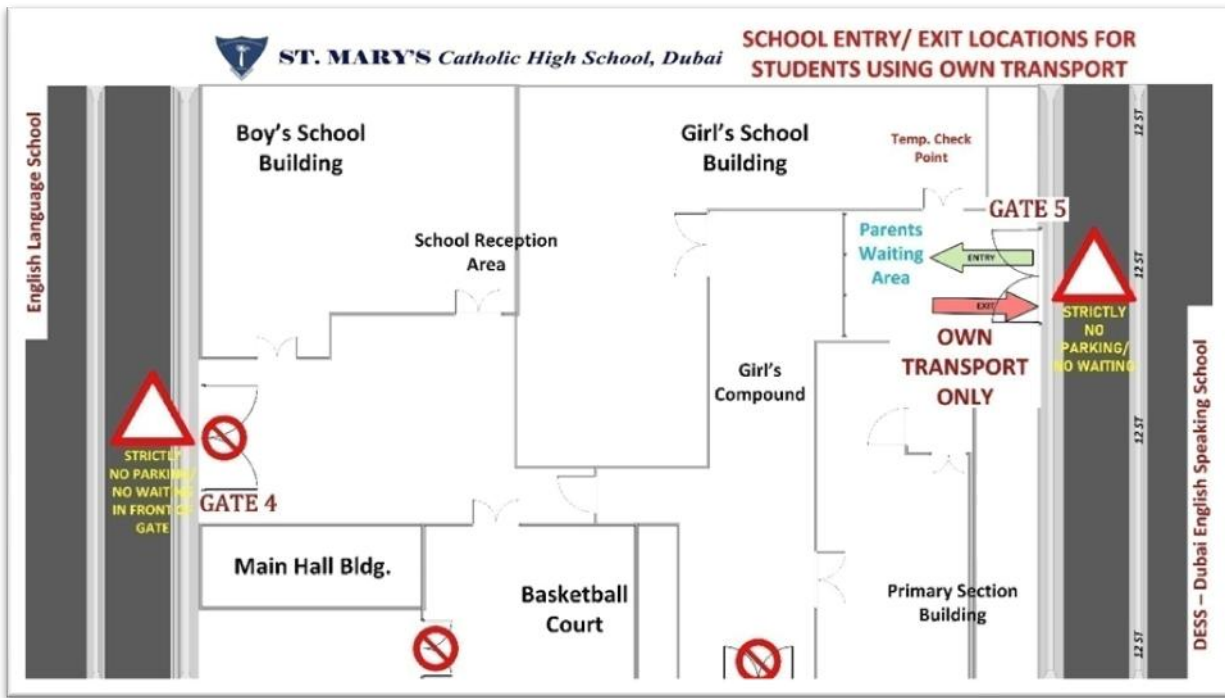 ST. MARY'S Catholic High School, Dubai
SCHOOL ENTRY/ EXIT LOCATIONS FOR
STUDENTS USING OWN TRANSPORT
English Language School
Boy's School
Building
Girl's School
Building
Temp. Check
Point
12 ST
GATE 5
School Reception
Area
Parents
Waiting
Area
ENTRY
12 ST
EXIT
STRICTLY
NO
PARKING/
NO WAITING
OWN
TRANSPORT
ONLY
Girl's
Compound
12 ST
STRICTLY
NO PARKING/
NO WAITING
IN FRONT OF
GATE
GATE 4
Main Hall Bldg.
Basketball
Court
Primary Section
Building
12 ST
DESS – Dubai English Speaking School